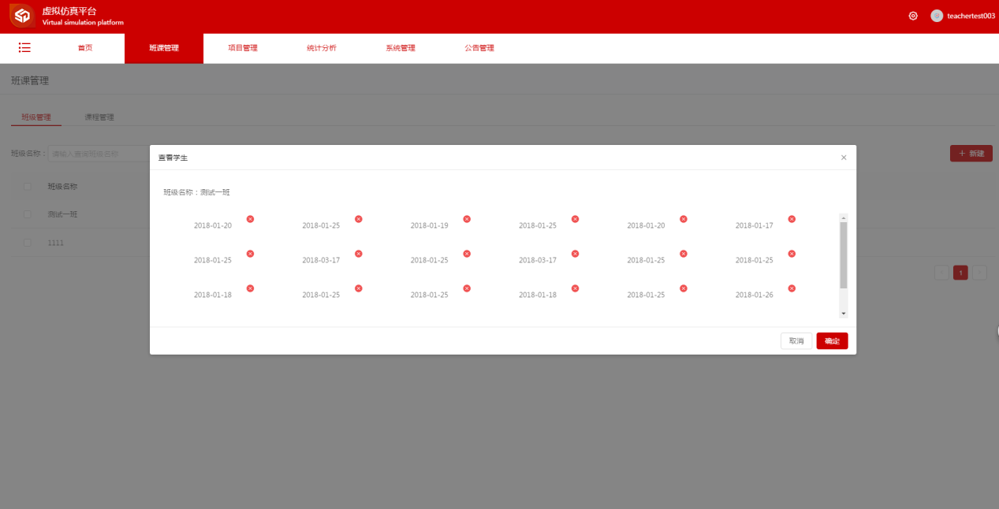 虚拟仿真平台
Virtual simulation platform
teachertest003
首页 班课管理 项目管理 统计分析 系统管理 公告管理
班课管理
班级管理 课程管理
班级名称： 请输入查询班级名称
+ 新建
班级名称
测试一班
1111
1
查看学生
班级名称：测试一班
2018-01-20 2018-01-25 2018-01-19 2018-01-25 2018-01-20 2018-01-17
2018-01-25 2018-03-17 2018-01-25 2018-03-17 2018-01-25 2018-01-25
2018-01-18 2018-01-25 2018-01-25 2018-01-18 2018-01-25 2018-01-26
取消 确定